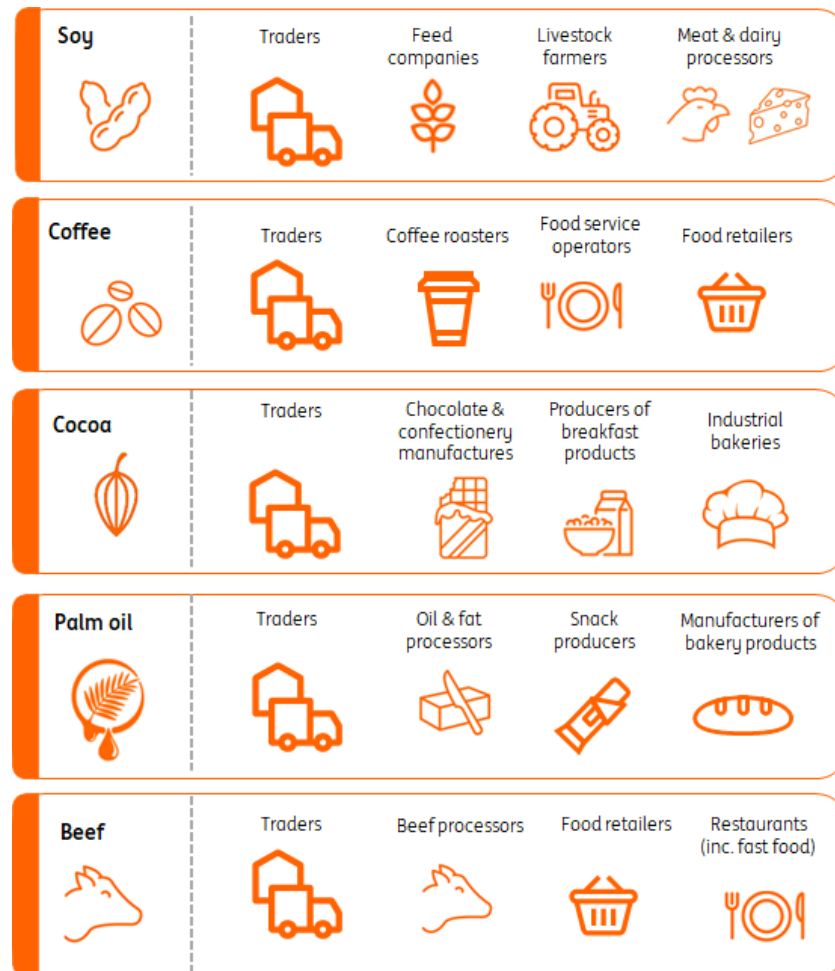 Soy
Traders
Feed
companies
Livestock
farmers
Meat & dairy
processors
Coffee
Traders
Coffee roasters
Food service
operators
Food retailers
Cocoa
Traders
Chocolate &
confectionery
manufactures
Producers of
breakfast
products
Industrial
bakeries
Palm oil
Traders
Oil & fat
processors
Snack
producers
Manufacturers of
bakery products
Beef
Traders
Beef processors
Food retailers
Restaurants
(inc. fast food)